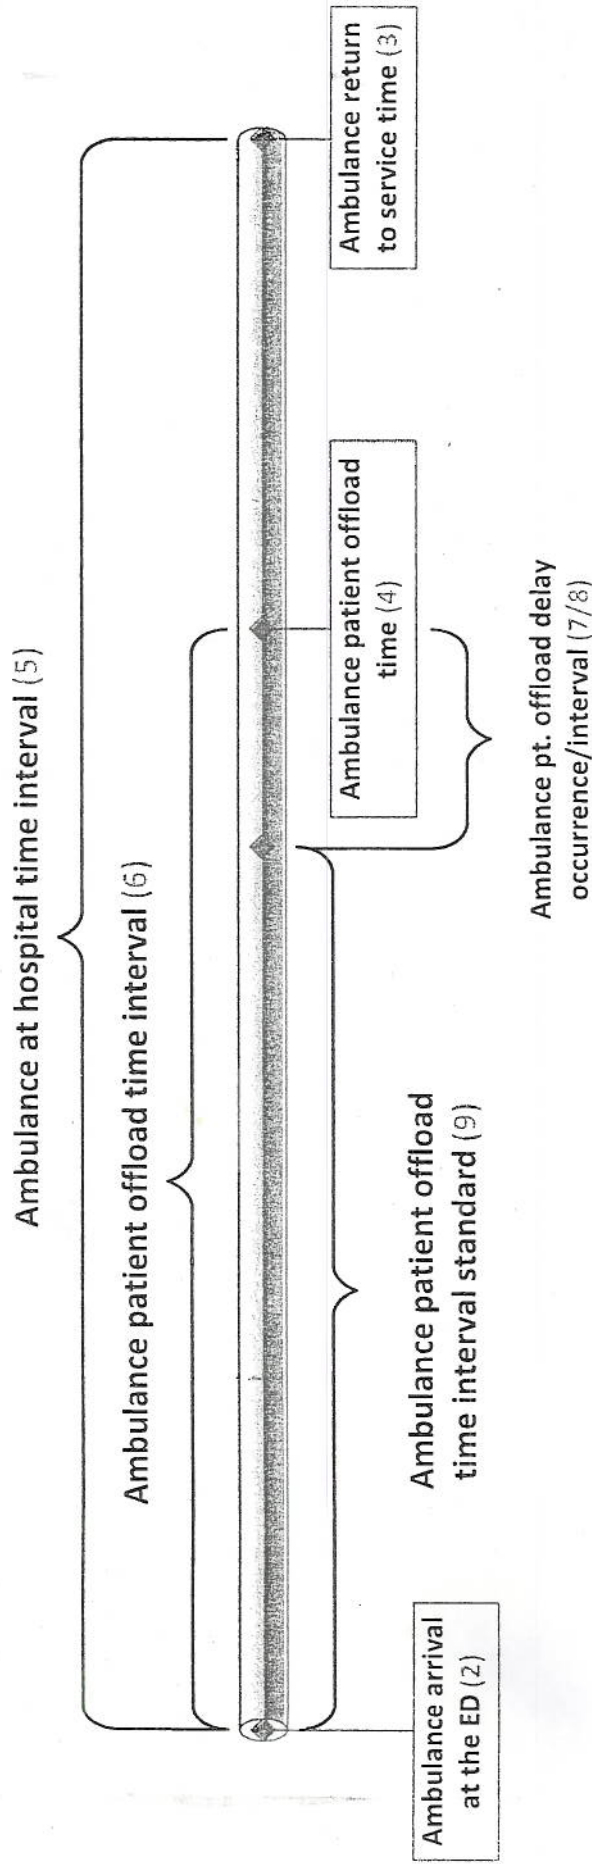 Ambulance at hospital time interval (5)
Ambulance patient offload time interval (6)
Ambulance arrival
at the ED (2)
Ambulance patient offload
time interval standard (9)
Ambulance patient offload
time (4)
Ambulance pt. offload delay
occurrence/interval (7/8)
Ambulance return
to service time (3)